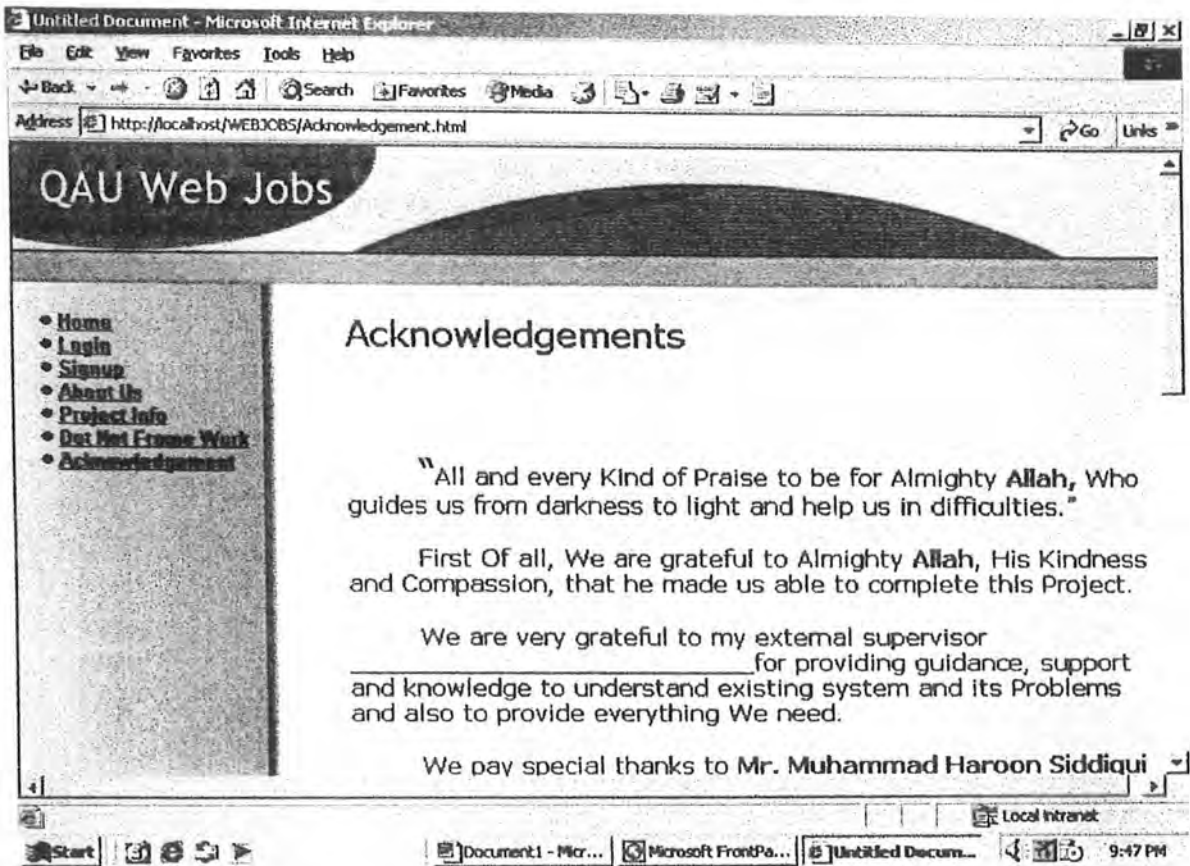 Untitled Document - Microsoft Internet Explorer
File Edit View Favorites Tools Help
Back Search Favorites Media
Address http://localhost/WEBJOBS/Acknowledgement.html Go Links »
QAU Web Jobs
Home
Login
Signup
About Us
Project Info
Dot Net Frame Work
Acknowledgement
Acknowledgements
"All and every Kind of Praise to be for Almighty Allah, Who
guides us from darkness to light and help us in difficulties."
First Of all, We are grateful to Almighty Allah, His Kindness
and Compassion, that he made us able to complete this Project.
We are very grateful to my external supervisor
______________________________for providing guidance, support
and knowledge to understand existing system and its Problems
and also to provide everything We need.
We pay special thanks to Mr. Muhammad Haroon Siddiqui
Local intranet
Start Document1 - Micr... Microsoft FrontPa... Untitled Docum... 9:47 PM